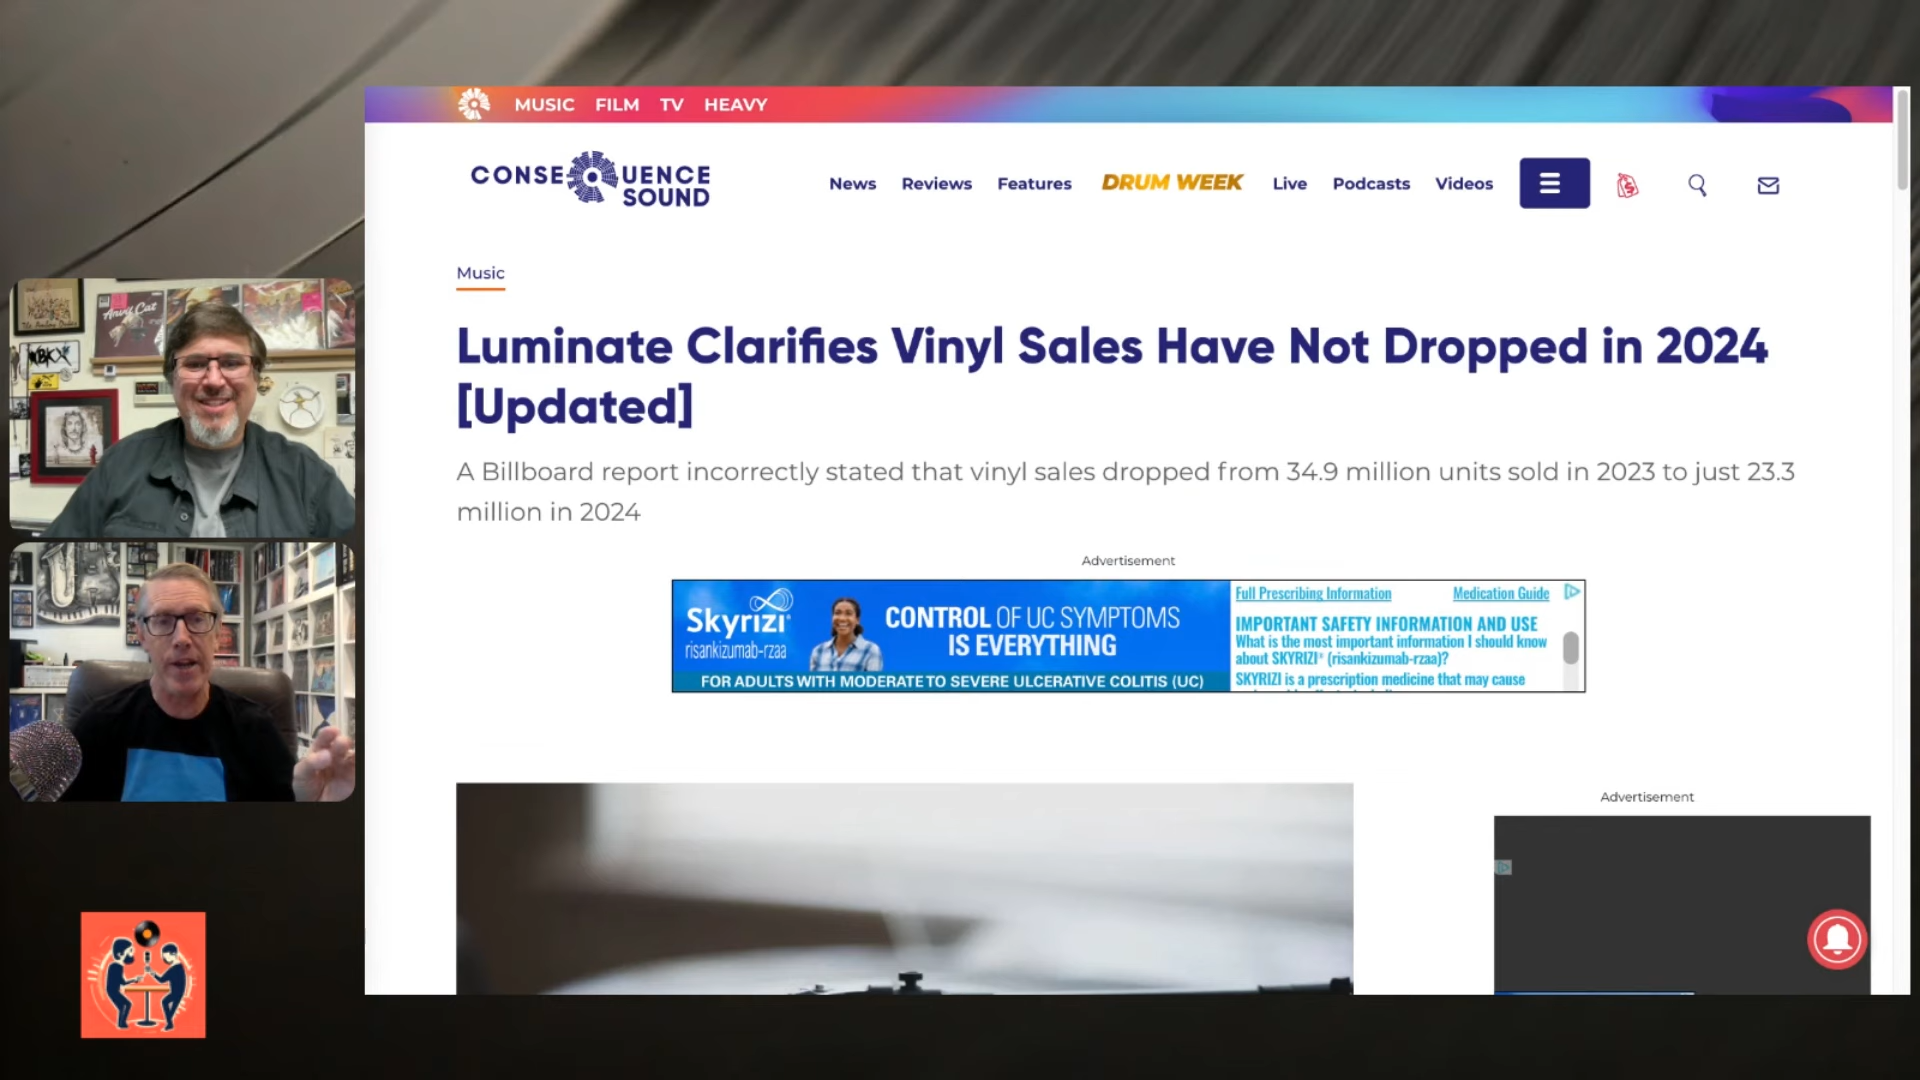 MUSIC FILM TV HEAVY
CONSE UENCE
SOUND
News Reviews Features DRUM WEEK Live Podcasts Videos
Music
Luminate Clarifies Vinyl Sales Have Not Dropped in 2024
[Updated]
A Billboard report incorrectly stated that vinyl sales dropped from 34.9 million units sold in 2023 to just 23.3
million in 2024
Advertisement
Skyrizi
risankizumab-rzaa
CONTROL OF UC SYMPTOMS
IS EVERYTHING
FOR ADULTS WITH MODERATE TO SEVERE ULCERATIVE COLITIS (UC)
Full Prescribing Information Medication Guide
IMPORTANT SAFETY INFORMATION AND USE
What is the most important information I should know
about SKYRIZI® (risankizumab-rzaa)?
SKYRIZI is a prescription medicine that may cause
Advertisement
Angry Cat
WBKX